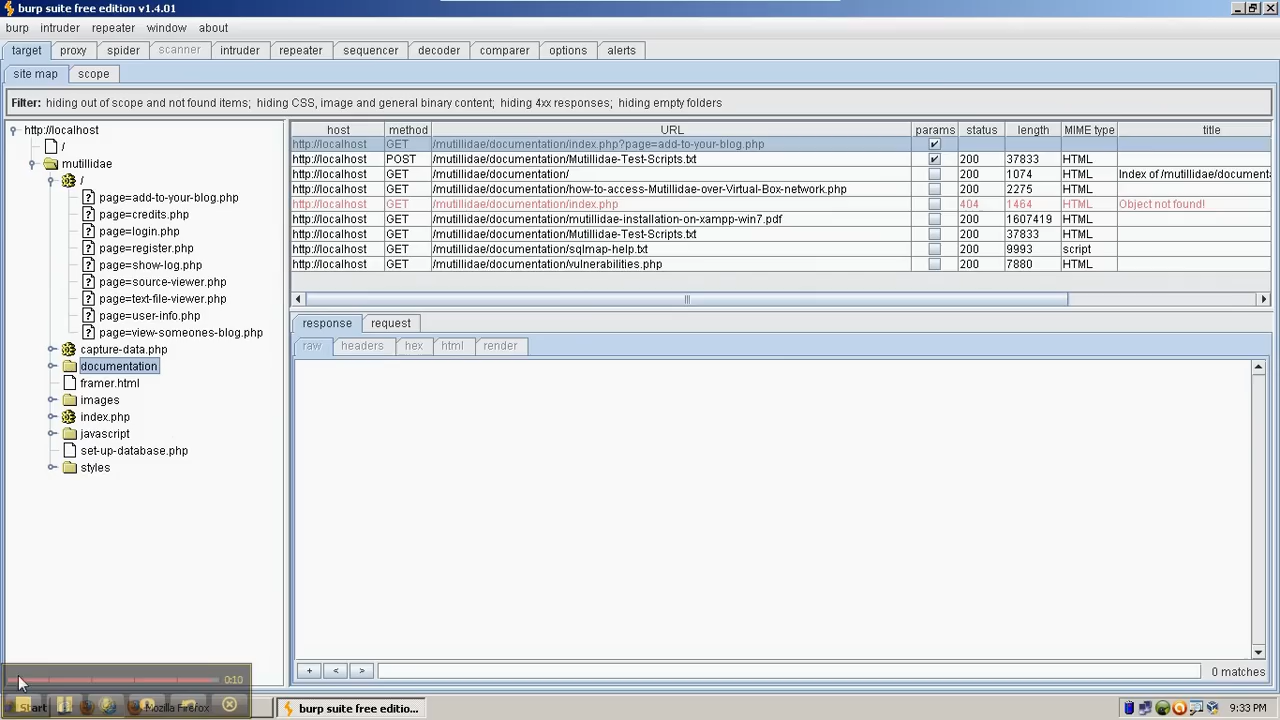 burp suite free edition v1.4.01
burp intruder repeater window about
target proxy spider scanner intruder repeater sequencer decoder comparer options alerts
site map scope
Filter: hiding out of scope and not found items; hiding CSS, image and general binary content; hiding 4xx responses; hiding empty folders
http://localhost
/
mutillidae
/
page=add-to-your-blog.php
page=credits.php
page=login.php
page=register.php
page=show-log.php
page=source-viewer.php
page=text-file-viewer.php
page=user-info.php
page=view-someones-blog.php
capture-data.php
documentation
framer.html
images
index.php
javascript
set-up-database.php
styles
host method URL params status length MIME type title
http://localhost GET /mutillidae/documentation/index.php?page=add-to-your-blog.php
http://localhost POST /mutillidae/documentation/Mutillidae-Test-Scripts.txt 200 37833 HTML
http://localhost GET /mutillidae/documentation/ 200 1074 HTML Index of /mutillidae/documenta
http://localhost GET /mutillidae/documentation/how-to-access-Mutillidae-over-Virtual-Box-network.php 200 2275 HTML
http://localhost GET /mutillidae/documentation/index.php 404 1464 HTML Object not found!
http://localhost GET /mutillidae/documentation/mutillidae-installation-on-xampp-win7.pdf 200 1607419 HTML
http://localhost GET /mutillidae/documentation/Mutillidae-Test-Scripts.txt 200 37833 HTML
http://localhost GET /mutillidae/documentation/sqlmap-help.txt 200 9993 script
http://localhost GET /mutillidae/documentation/vulnerabilities.php 200 7880 HTML
response request
raw headers hex html render
+ < > 0 matches
0:10
Start Mozilla Firefox burp suite free editio... 9:33 PM